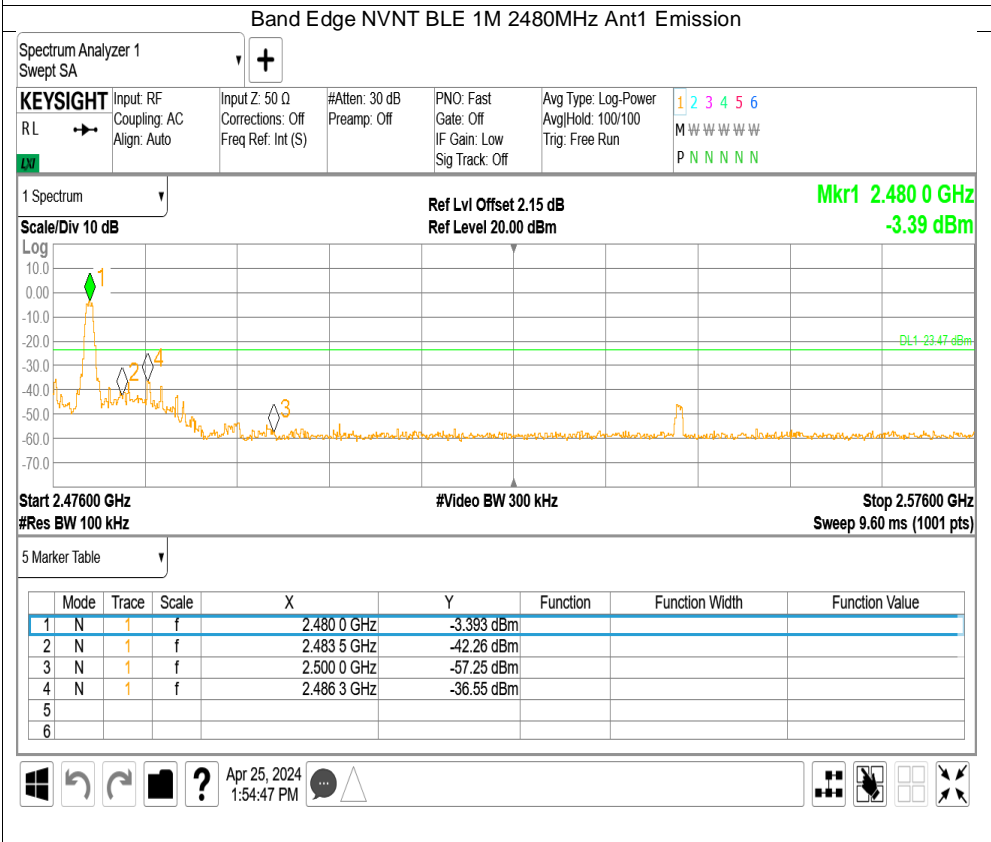 Band Edge NVNT BLE 1M 2480MHz Ant1 Emission
Spectrum Analyzer 1
Swept SA
+
KEYSIGHT Input: RF Input Z: 50 Ω #Atten: 30 dB PNO: Fast Avg Type: Log-Power 1 2 3 4 5 6
RL Coupling: AC Corrections: Off Preamp: Off Gate: Off Avg|Hold: 100/100 M W W W W W
Align: Auto Freq Ref: Int (S) IF Gain: Low Trig: Free Run
LXI Sig Track: Off P N N N N N
1 Spectrum Ref Lvl Offset 2.15 dB Mkr1 2.480 0 GHz
Scale/Div 10 dB Ref Level 20.00 dBm -3.39 dBm
Log
10.0
1
0.00
-10.0
-20.0 DL1 -23.47 dBm
-30.0 2 4
-40.0
-50.0 3
-60.0
-70.0
Start 2.47600 GHz #Video BW 300 kHz Stop 2.57600 GHz
#Res BW 100 kHz Sweep 9.60 ms (1001 pts)
5 Marker Table
Mode Trace Scale X Y Function Function Width Function Value
1 N 1 f 2.480 0 GHz -3.393 dBm
2 N 1 f 2.483 5 GHz -42.26 dBm
3 N 1 f 2.500 0 GHz -57.25 dBm
4 N 1 f 2.486 3 GHz -36.55 dBm
5
6
? Apr 25, 2024
1:54:47 PM